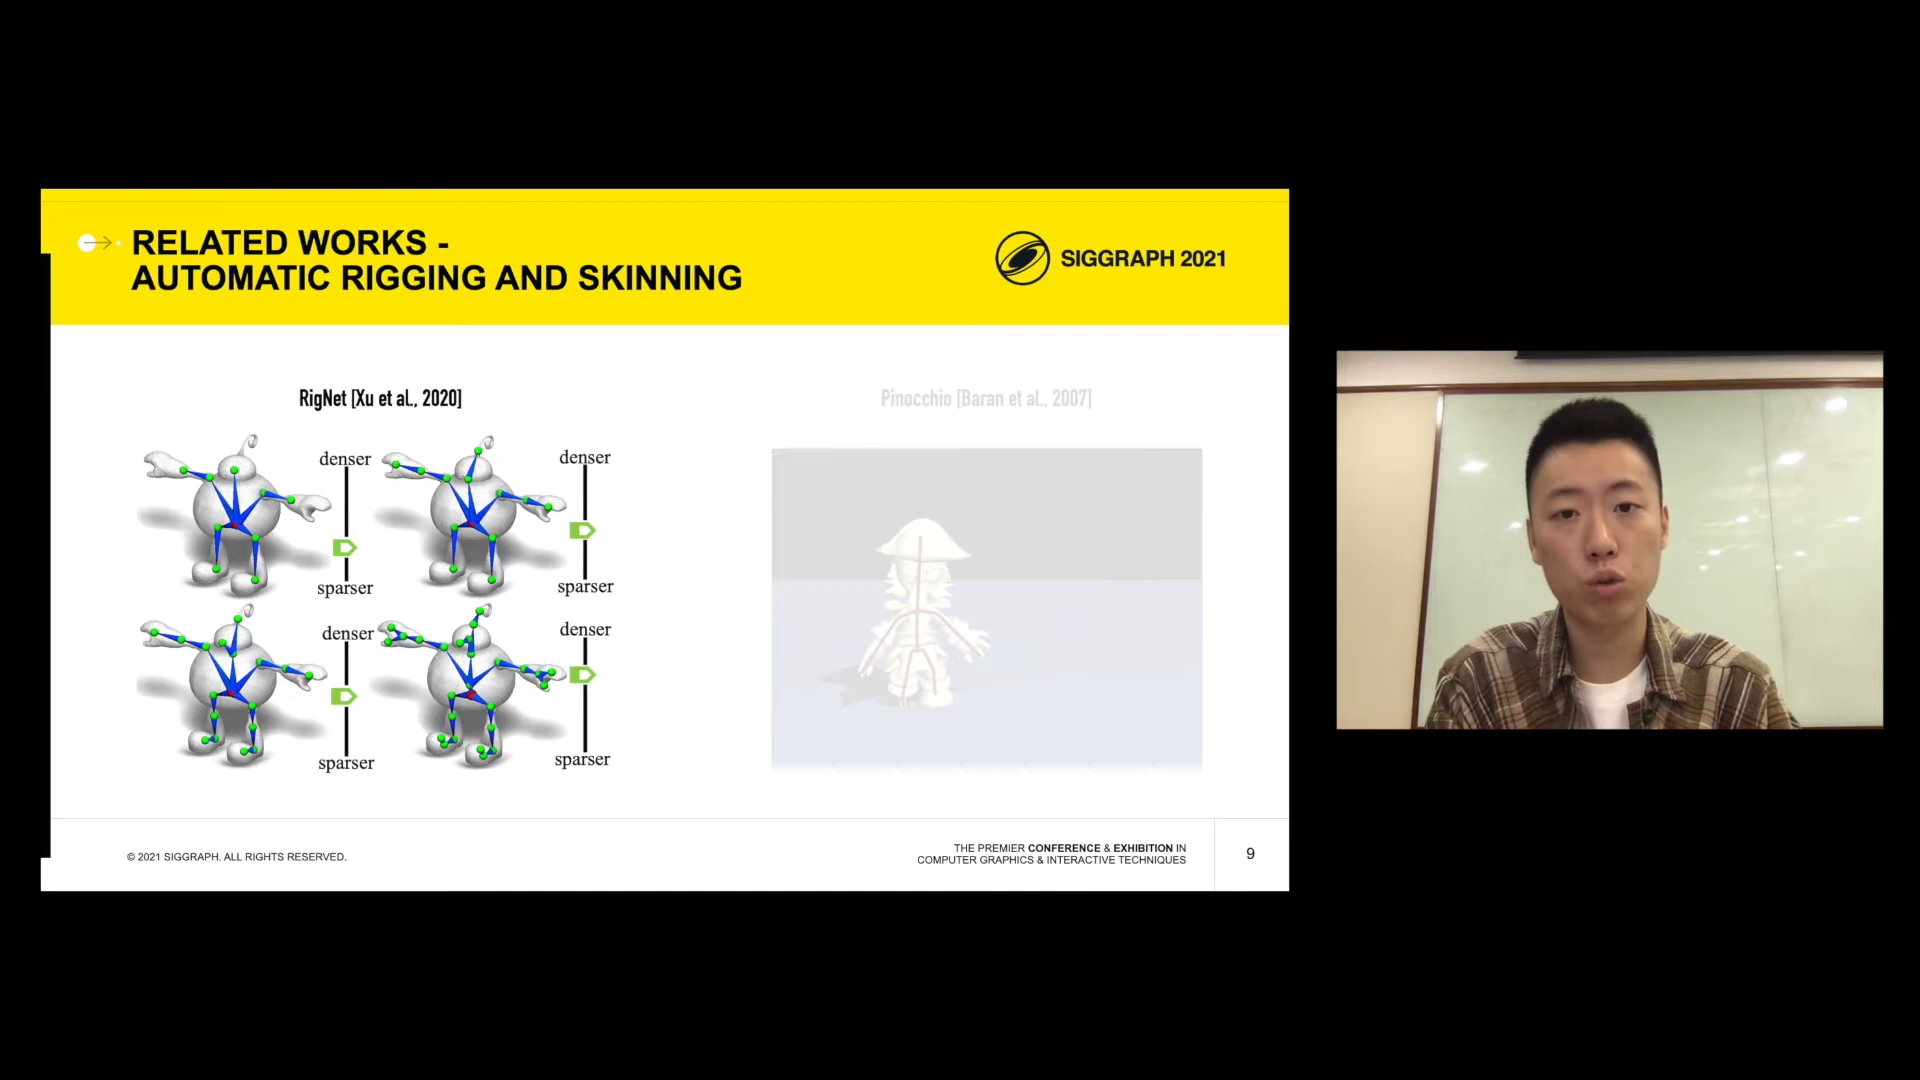 RELATED WORKS -
AUTOMATIC RIGGING AND SKINNING
SIGGRAPH 2021
RigNet [Xu et al., 2020]
Pinocchio [Baran et al., 2007]
denser
denser
sparser
sparser
denser
denser
sparser
sparser
© 2021 SIGGRAPH. ALL RIGHTS RESERVED.
THE PREMIER CONFERENCE & EXHIBITION IN
COMPUTER GRAPHICS & INTERACTIVE TECHNIQUES
9